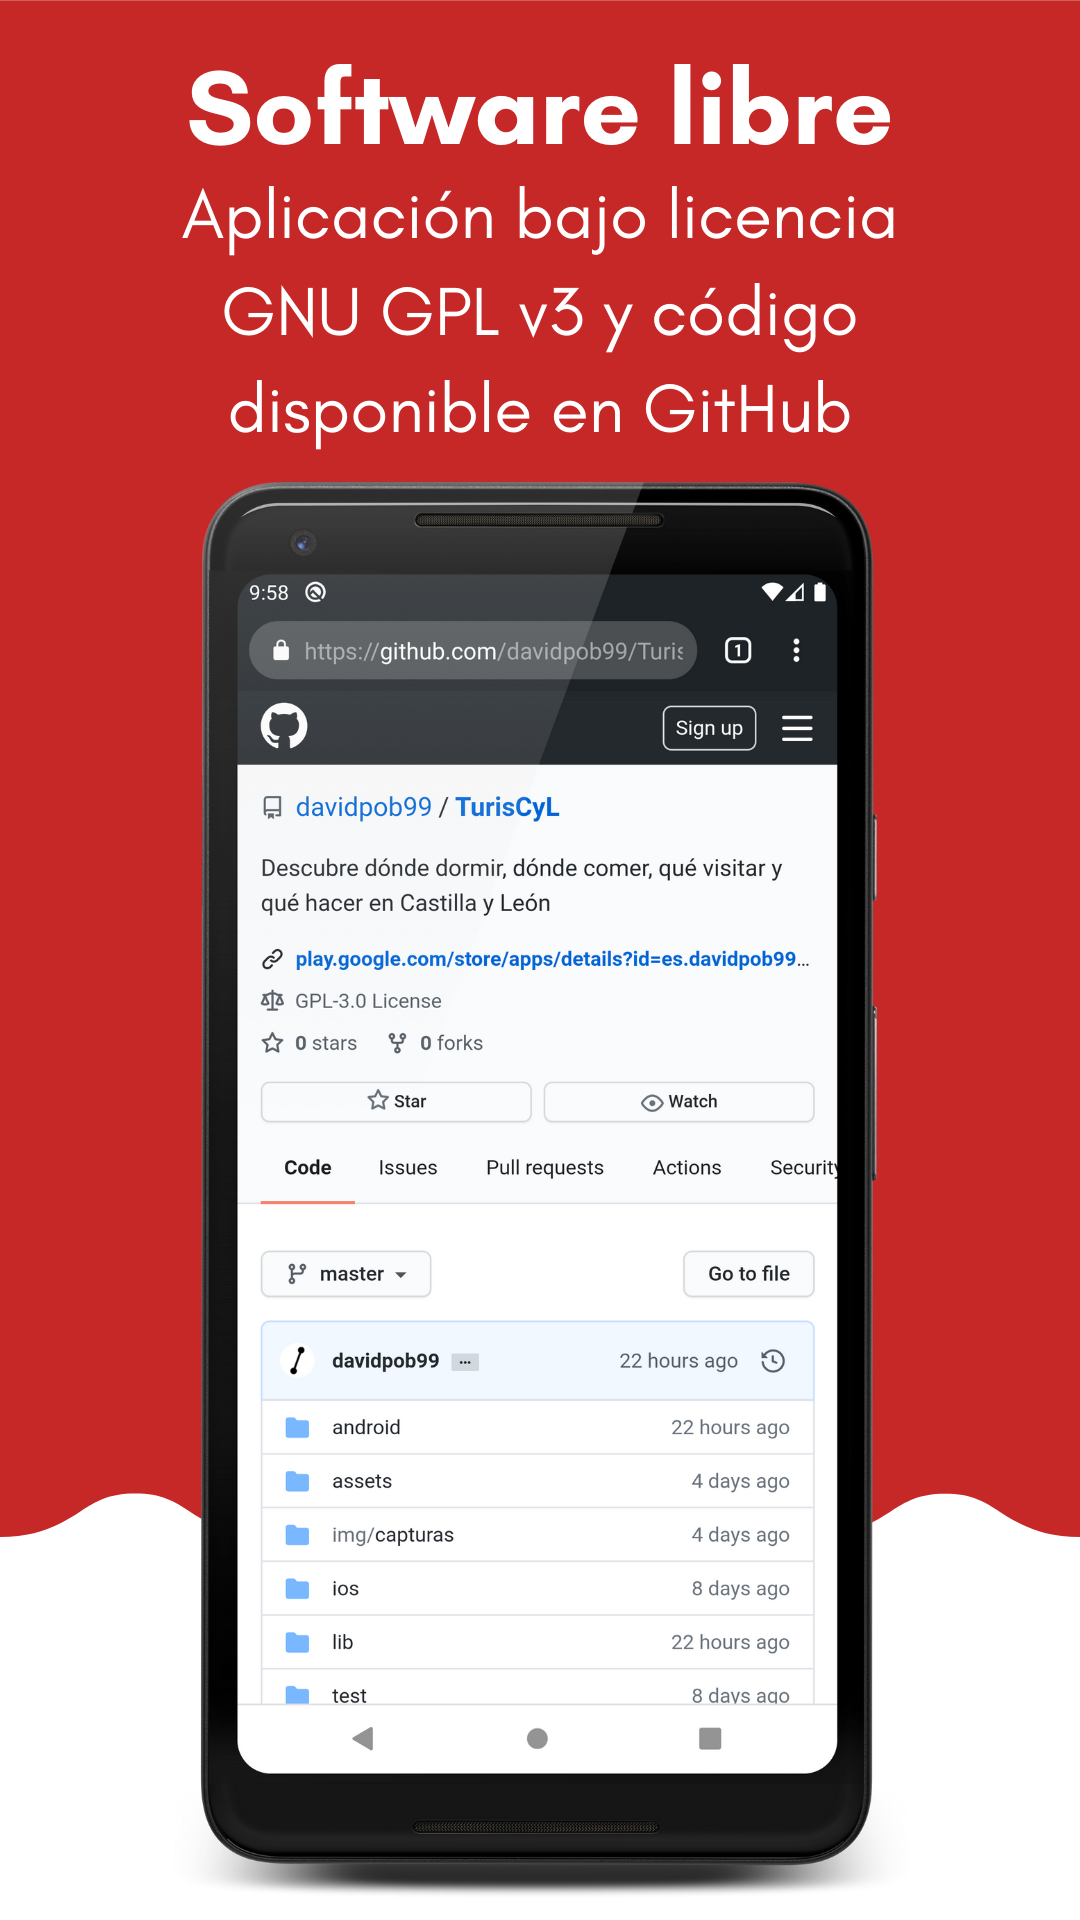 Software libre
Aplicación bajo licencia
GNU GPL v3 y código
disponible en GitHub
9:58
https://github.com/davidpob99/Turis
1
Sign up
davidpob99 / TurisCyL
Descubre dónde dormir, dónde comer, qué visitar y
qué hacer en Castilla y León
play.google.com/store/apps/details?id=es.davidpob99...
GPL-3.0 License
0 stars 0 forks
Star Watch
Code Issues Pull requests Actions Security
master Go to file
davidpob99 ... 22 hours ago
android 22 hours ago
assets 4 days ago
img/capturas 4 days ago
ios 8 days ago
lib 22 hours ago
test 8 days ago